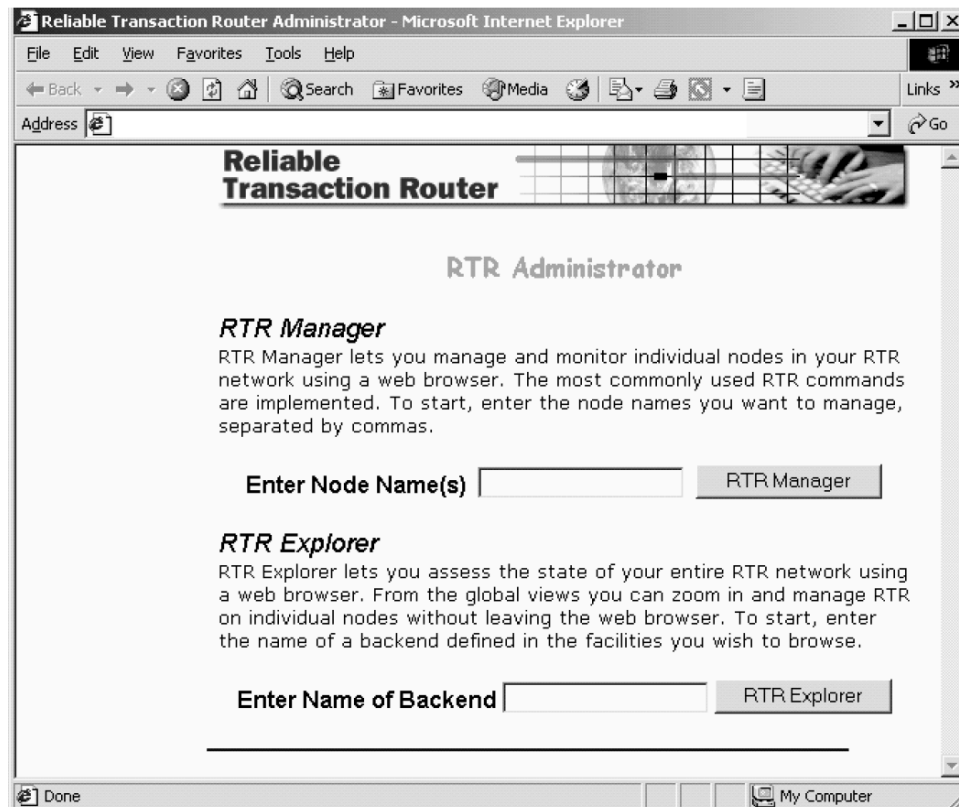 Reliable Transaction Router Administrator - Microsoft Internet Explorer
File Edit View Favorites Tools Help
Back Search Favorites Media Links »
Address Go
Reliable
Transaction Router
RTR Administrator
RTR Manager
RTR Manager lets you manage and monitor individual nodes in your RTR
network using a web browser. The most commonly used RTR commands
are implemented. To start, enter the node names you want to manage,
separated by commas.
Enter Node Name(s) RTR Manager
RTR Explorer
RTR Explorer lets you assess the state of your entire RTR network using
a web browser. From the global views you can zoom in and manage RTR
on individual nodes without leaving the web browser. To start, enter
the name of a backend defined in the facilities you wish to browse.
Enter Name of Backend RTR Explorer
Done My Computer